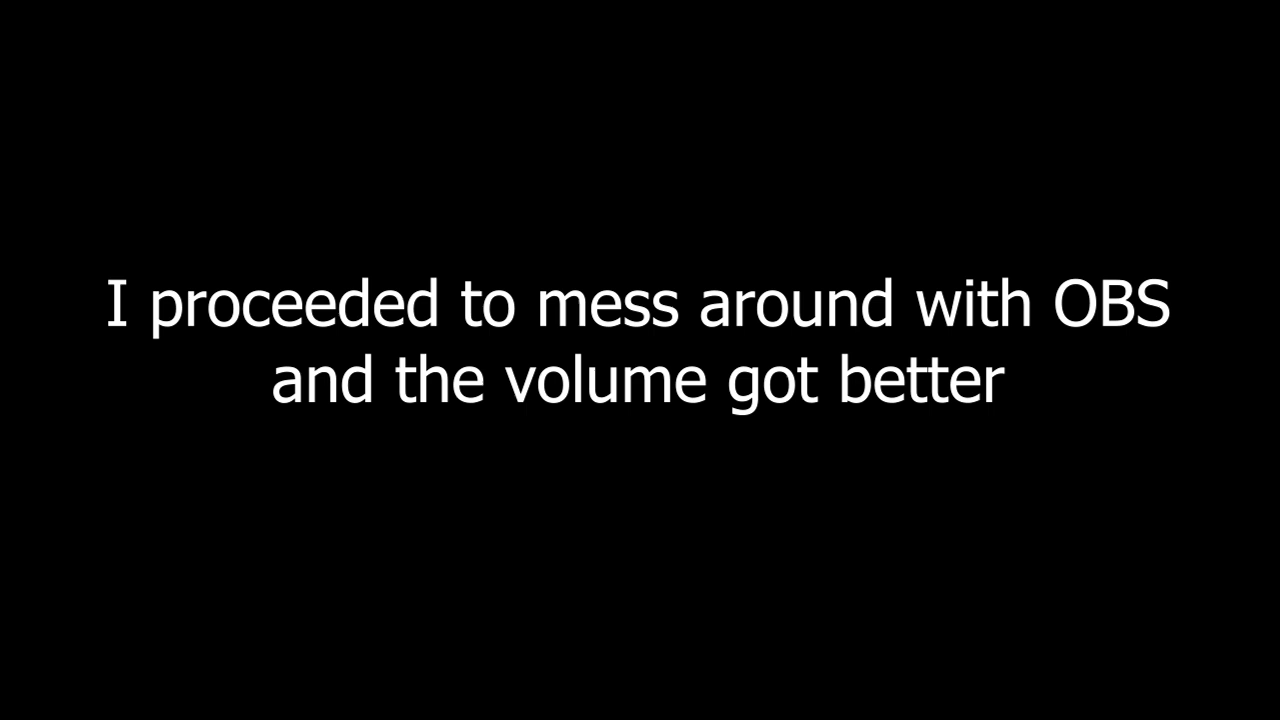 I proceeded to mess around with OBS
and the volume got better